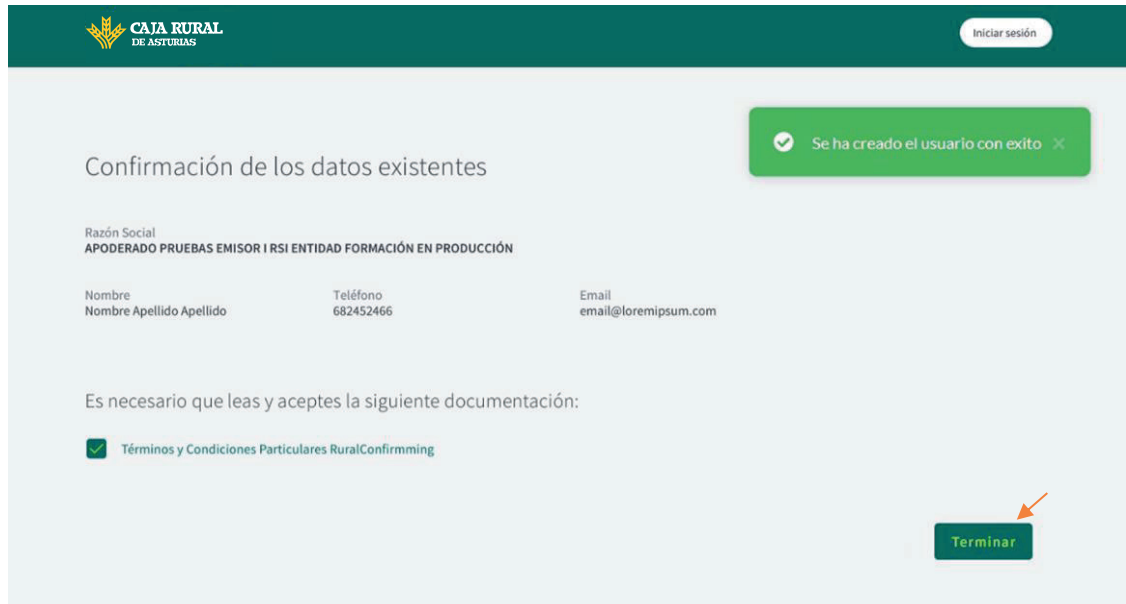 CAJA RURAL
DE ASTURIAS
Iniciar sesión
Se ha creado el usuario con exito
Confirmación de los datos existentes
Razón Social
APODERADO PRUEBAS EMISOR I RSI ENTIDAD FORMACIÓN EN PRODUCCIÓN
Nombre
Nombre Apellido Apellido
Teléfono
682452466
Email
email@loremipsum.com
Es necesario que leas y aceptes la siguiente documentación:
Términos y Condiciones Particulares RuralConfirmming
Terminar